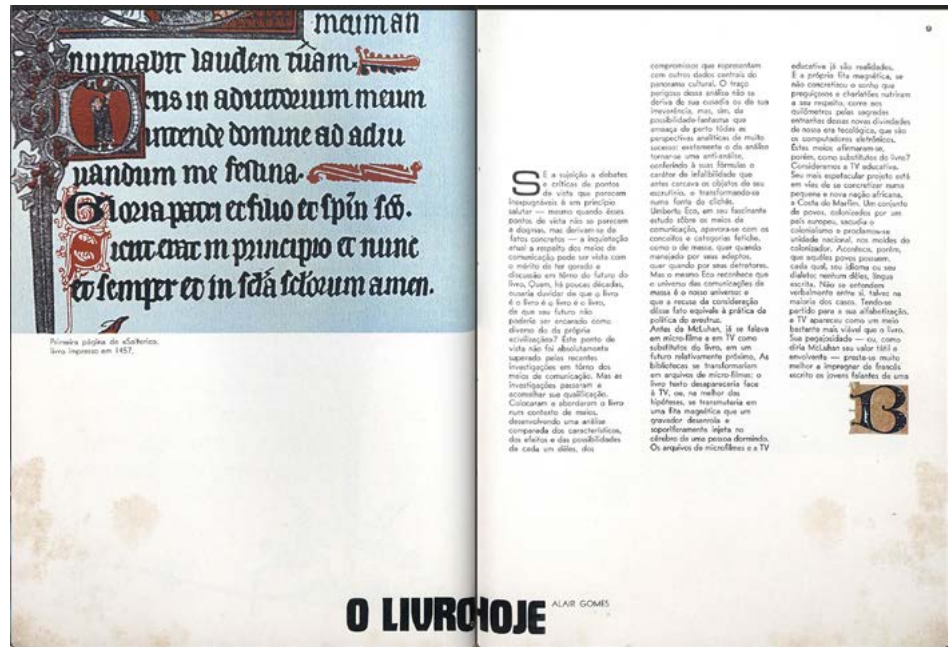 meum an
nunciabit laudem tuam.
Deus in adiutorium meum
intende domine ad adiu
uandum me festina.
Gloria patri et filio et spīn sct̄o.
Sicut erat in principio et nunc
et semper et in sc̄la sc̄lorum amen.
Primeira página do «Saltério»,
livro impresso em 1457.
9
SE a sujeição a debates
e críticas de pontos
de vista que parecem
inexpugnáveis é em princípio
salutar — mesmo quando êsses
pontos de vista não se parecem
a dogmas, mas derivam-se de
fatos concretos — a inquietação
atual a respeito dos meios de
comunicação pode ser vista com
o mérito de ter gerado a
discussão em tôrno do futuro do
livro. Quem, há poucas décadas,
ousaria duvidar de que o livro
é o livro é o livro é o livro,
de que seu futuro não
poderia ser encarado como
diverso do da própria
«civilização»? Este ponto de
vista não foi absolutamente
superado pelas recentes
investigações em tôrno dos
meios de comunicação. Mas as
investigações passaram a
aconselhar sua qualificação.
Colocaram e abordaram o livro
num contexto de meios,
desenvolvendo uma análise
comparada das características,
dos efeitos e das possibilidades
de cada um dêles, dos
compromissos que representam
com outros dados centrais do
panorama cultural. O traço
perigoso dessa análise não se
deriva de sua ousadia ou de sua
irreverência, mas, sim, da
possibilidade-fantasma que
ameaça de perto tôdas as
perspectivas analíticas de muito
sucesso: exatamente a da análise
tornar-se uma anti-análise,
conferindo à suas fórmulas o
caráter de infalibilidade que
antes cercava os objetos de seu
escrutínio, e transformando-se
numa fonte de clichês.
Umberto Eco, em seu fascinante
estudo sôbre os meios de
comunicação, apavora-se com os
conceitos e categorias fetiche,
como o de massa, quer quando
manejado por seus adeptos,
quer quando por seus detratores.
Mas o mesmo Eco reconhece que
o universo das comunicações de
massa é o nosso universo; e
que a recusa da consideração
dêsse fato equivale à prática da
política do avestruz.
Antes de McLuhan, já se falava
em micro-filme e em TV como
substitutos do livro, em um
futuro relativamente próximo. As
bibliotecas se transformariam
em arquivos de micro-filmes: o
livro texto desapareceria face
à TV, ou, na melhor das
hipóteses, se transmutaria em
uma fita magnética que um
gravador desenrola e
soporìferamente injeta no
cérebro de uma pessoa dormindo.
Os arquivos de microfilmes e a TV
educativa já são realidades.
E a própria fita magnética, se
não concretizou o sonho que
preguiçosos e charlatães nutriram
a seu respeito, corre aos
quilômetros pelas sagradas
entranhas dessas novas divindades
de nossa era tecológica, que são
os computadores eletrônicos.
Estes meios afirmaram-se,
porém, como substitutos do livro?
Consideremos a TV educativa.
Seu mais espetacular projeto está
em vias de se concretizar numa
pequena e nova nação africana,
a Costa do Marfim. Um conjunto
de povos, colonizados por um
país europeu, sacudiu o
colonialismo e proclamou-se
unidade nacional, nos moldes do
colonizador. Acontece, porém,
que aquêles povos possuem,
cada qual, seu idioma ou seu
dialeto; nenhum dêles, língua
escrita. Não se entendem
verbalmente entre si, talvez na
maioria dos casos. Tendo-se
partido para a sua alfabetização,
a TV apareceu como um meio
bastante mais viável que o livro.
Sua pegajosidade — ou, como
diria McLuhan seu valor tátil e
envolvente — presta-se muito
melhor a impregnar de francês
escrito os jovens falantes de uma
B
O LIVRO HOJE
ALAIR GOMES